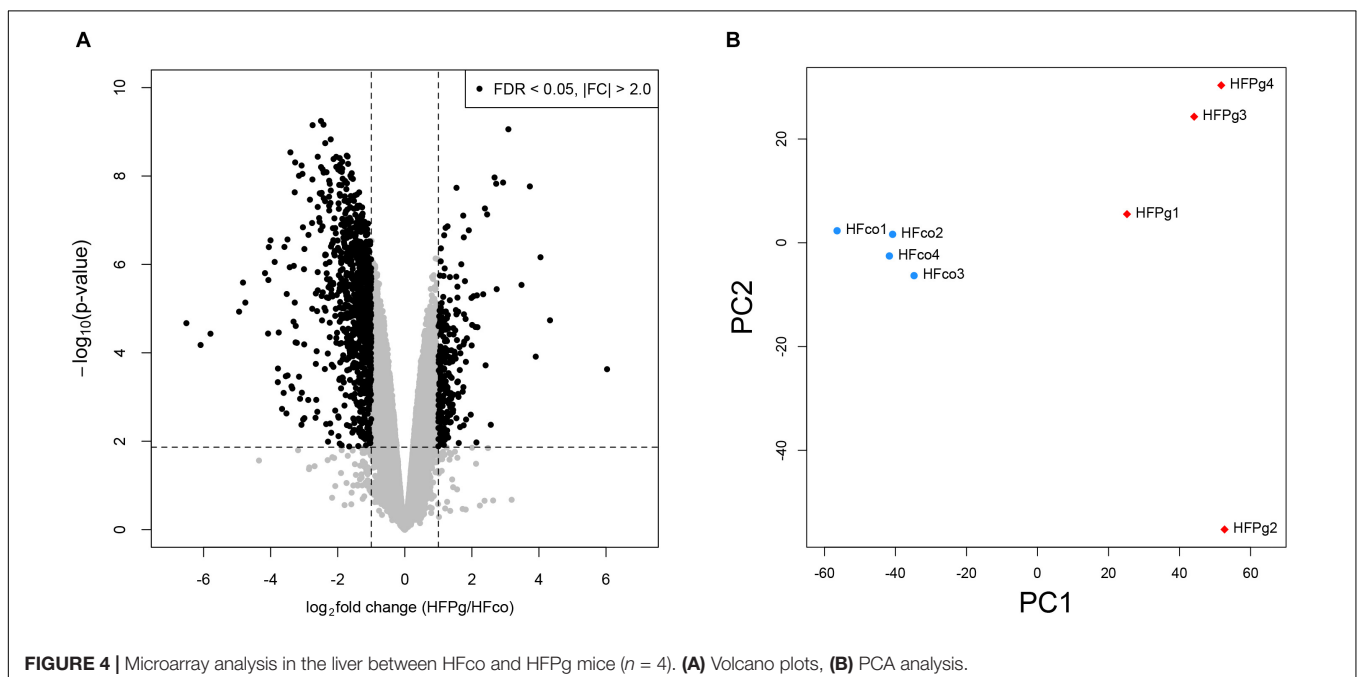 A
B
FDR < 0.05, |FC| > 2.0
10
8
6
4
2
0
−log10(p-value)
-6 -4 -2 0 2 4 6
log2fold change (HFPg/HFco)
HFPg4
HFPg3
HFPg1
HFco1
HFco2
HFco4
HFco3
HFPg2
20
0
-20
-40
PC2
-60 -40 -20 0 20 40 60
PC1
FIGURE 4 | Microarray analysis in the liver between HFco and HFPg mice (n = 4). (A) Volcano plots, (B) PCA analysis.